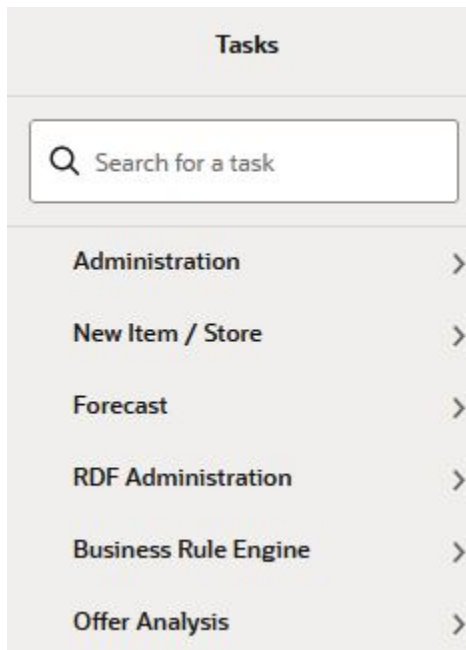 Tasks
Search for a task
Administration
New Item / Store
Forecast
RDF Administration
Business Rule Engine
Offer Analysis